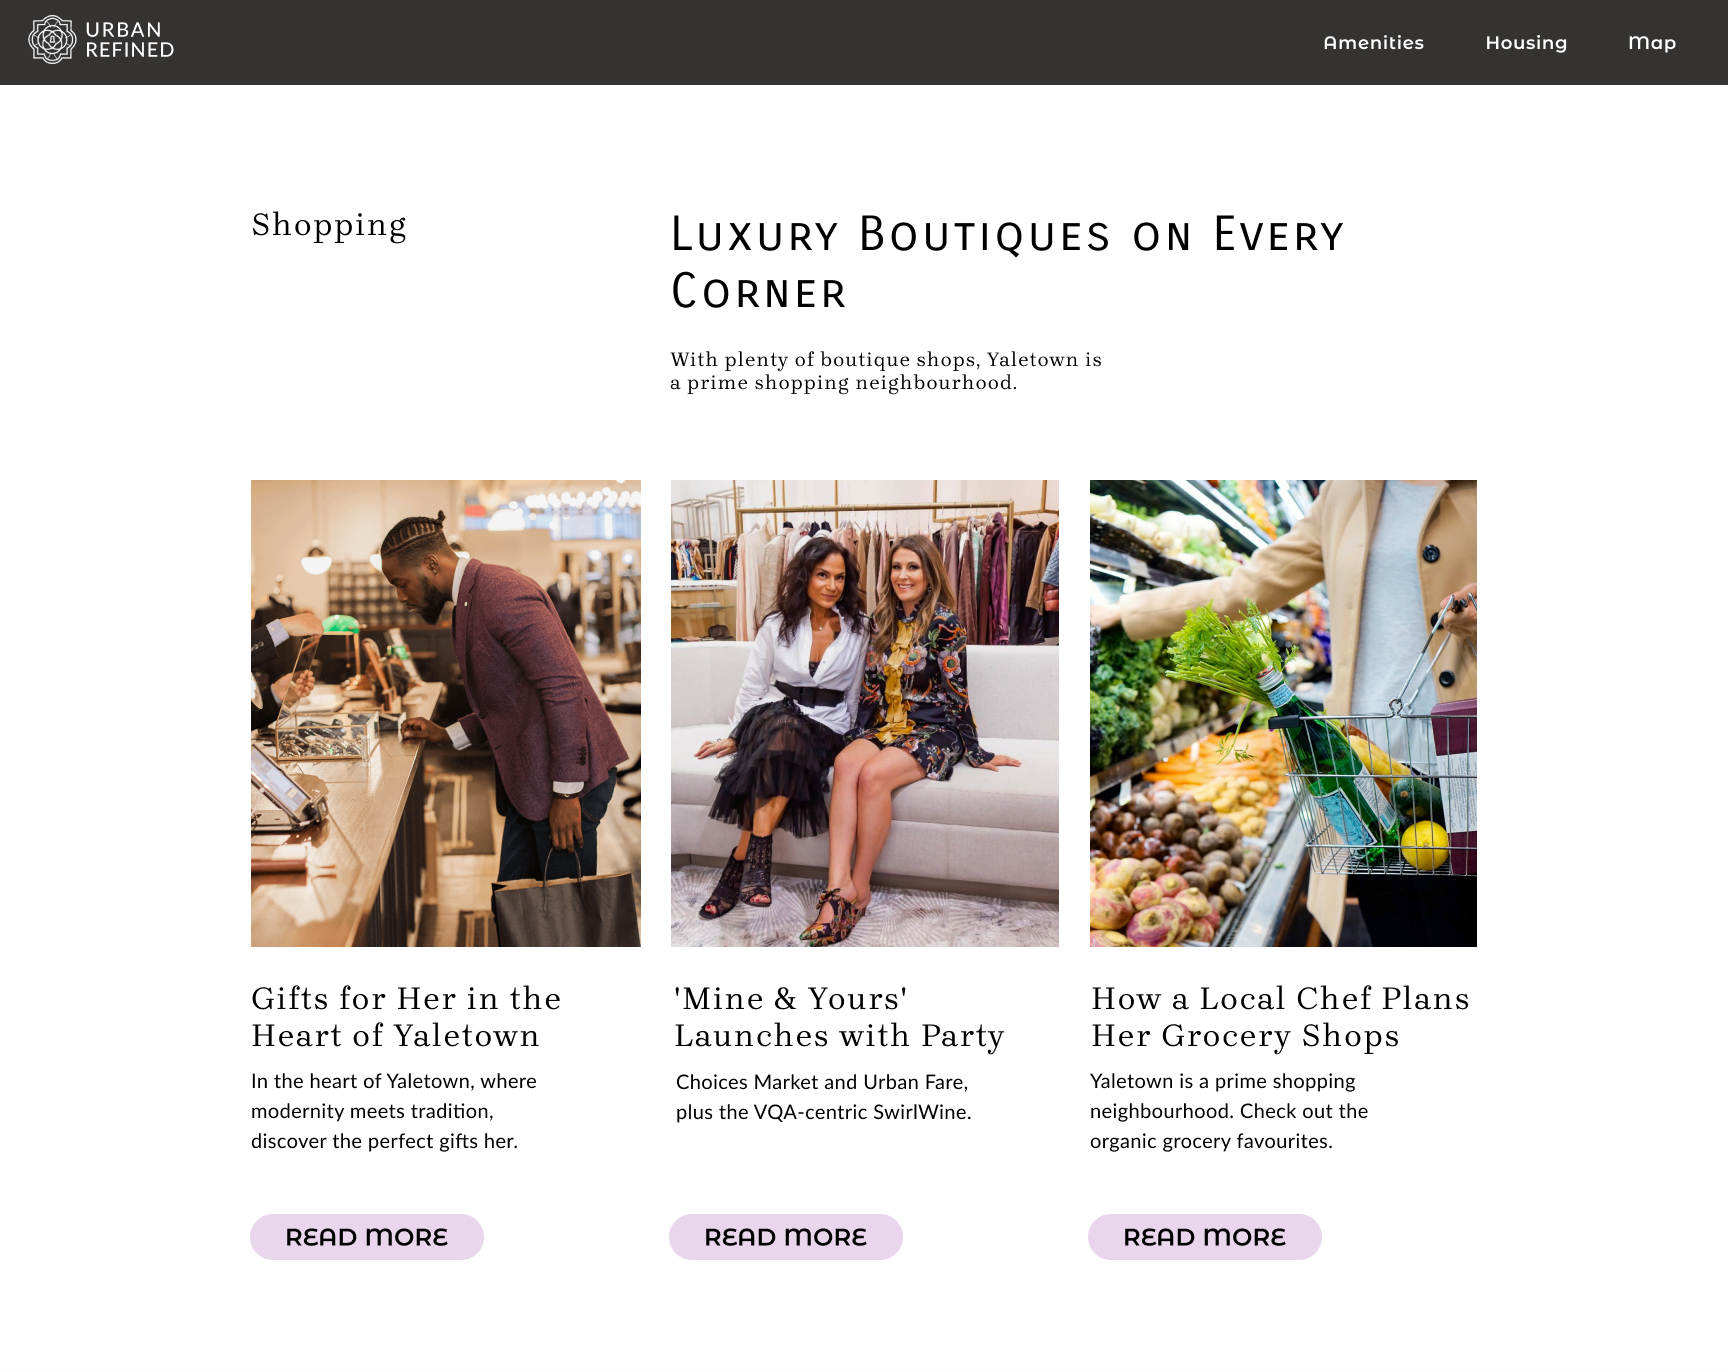 URBAN
REFINED
Amenities
Housing
Map
Shopping
Luxury Boutiques on Every
Corner
With plenty of boutique shops, Yaletown is
a prime shopping neighbourhood.
Gifts for Her in the
Heart of Yaletown
In the heart of Yaletown, where
modernity meets tradition,
discover the perfect gifts her.
READ MORE
'Mine & Yours'
Launches with Party
Choices Market and Urban Fare,
plus the VQA-centric SwirlWine.
READ MORE
How a Local Chef Plans
Her Grocery Shops
Yaletown is a prime shopping
neighbourhood. Check out the
organic grocery favourites.
READ MORE